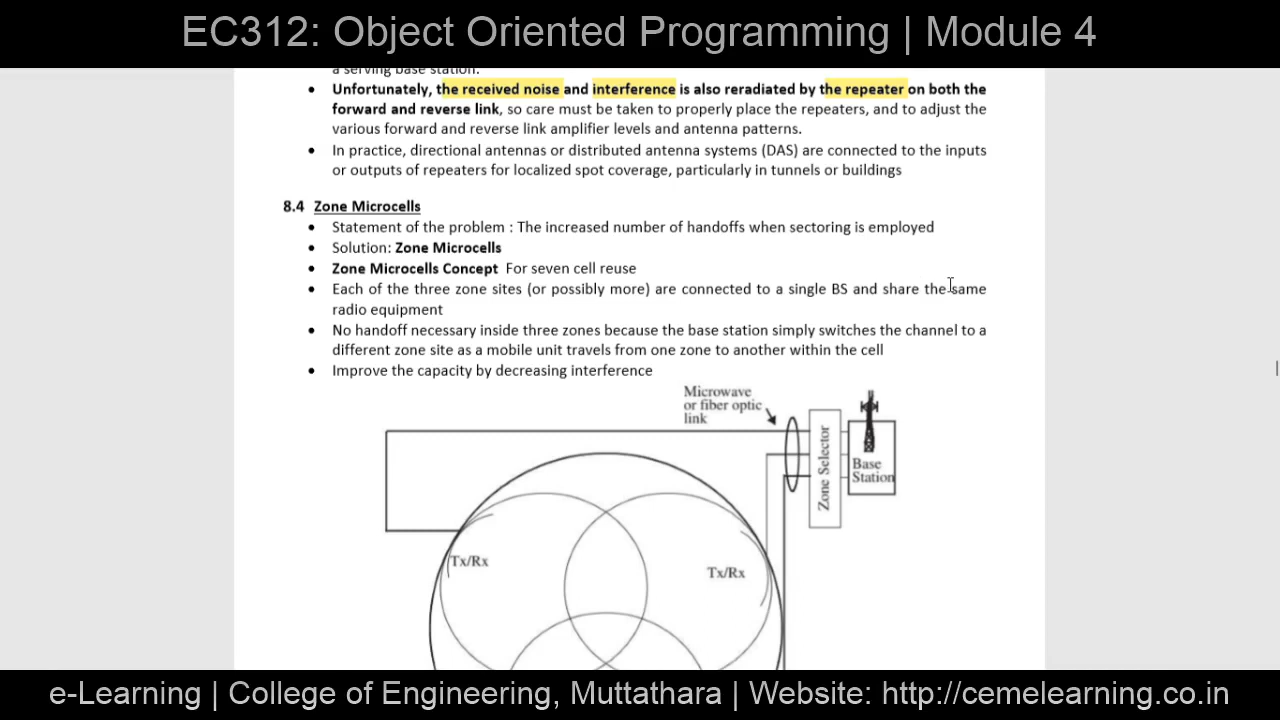 EC312: Object Oriented Programming | Module 4
a serving base station.
• Unfortunately, the received noise and interference is also reradiated by the repeater on both the
forward and reverse link, so care must be taken to properly place the repeaters, and to adjust the
various forward and reverse link amplifier levels and antenna patterns.
• In practice, directional antennas or distributed antenna systems (DAS) are connected to the inputs
or outputs of repeaters for localized spot coverage, particularly in tunnels or buildings
8.4 Zone Microcells
• Statement of the problem : The increased number of handoffs when sectoring is employed
• Solution: Zone Microcells
• Zone Microcells Concept For seven cell reuse
• Each of the three zone sites (or possibly more) are connected to a single BS and share the same
radio equipment
• No handoff necessary inside three zones because the base station simply switches the channel to a
different zone site as a mobile unit travels from one zone to another within the cell
• Improve the capacity by decreasing interference
Microwave
or fiber optic
link
Zone Selector
Base
Station
Tx/Rx
Tx/Rx
e-Learning | College of Engineering, Muttathara | Website: http://cemelearning.co.in